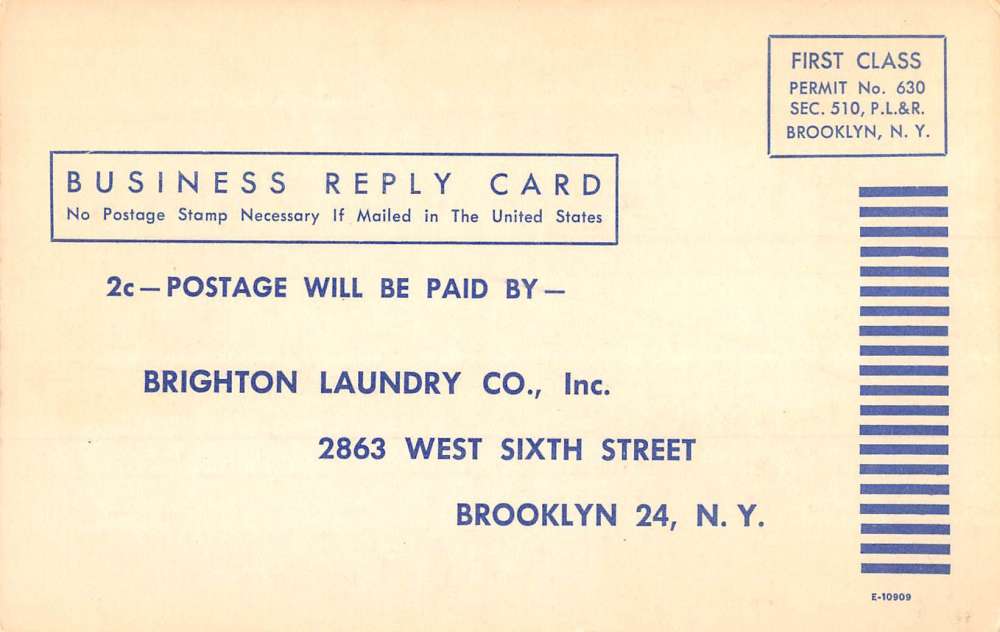 FIRST CLASS
PERMIT No. 630
SEC. 510, P.L.&R.
BROOKLYN, N. Y.
BUSINESS REPLY CARD
No Postage Stamp Necessary If Mailed in The United States
2c—POSTAGE WILL BE PAID BY—
BRIGHTON LAUNDRY CO., Inc.
2863 WEST SIXTH STREET
BROOKLYN 24, N. Y.
E-10909